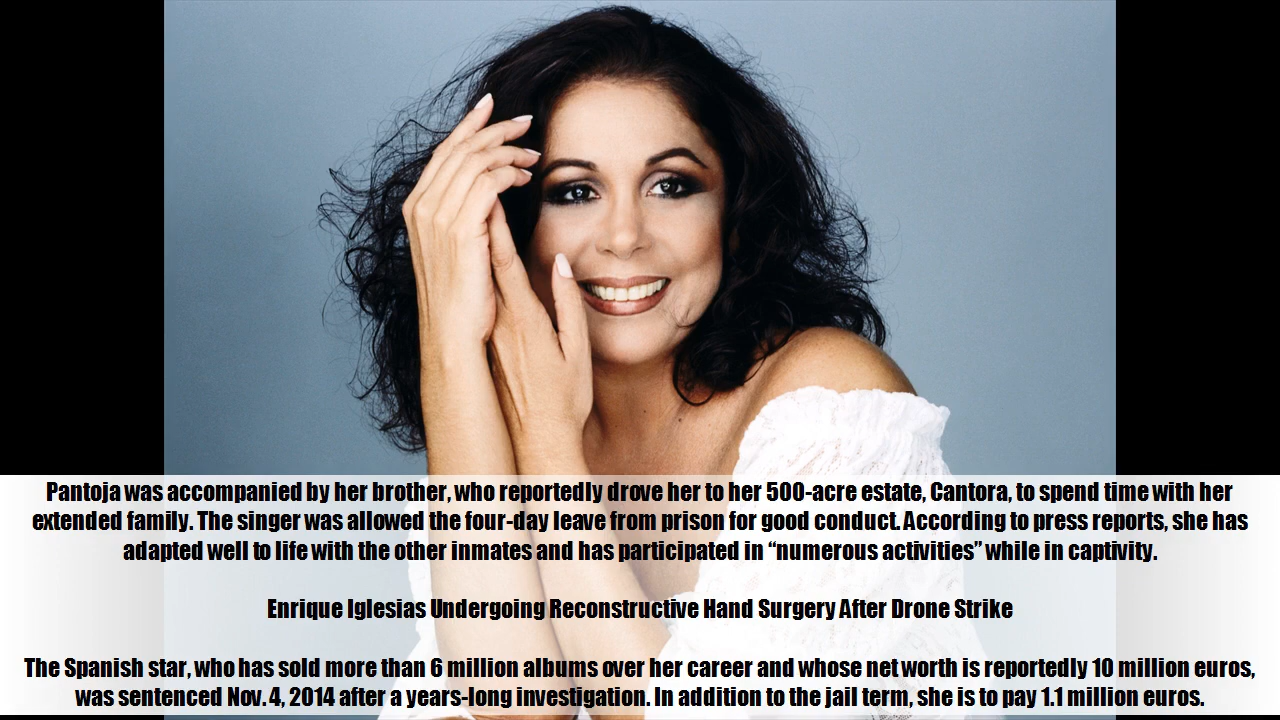 Pantoja was accompanied by her brother, who reportedly drove her to her 500-acre estate, Cantora, to spend time with her
extended family. The singer was allowed the four-day leave from prison for good conduct. According to press reports, she has
adapted well to life with the other inmates and has participated in “numerous activities” while in captivity.
Enrique Iglesias Undergoing Reconstructive Hand Surgery After Drone Strike
The Spanish star, who has sold more than 6 million albums over her career and whose net worth is reportedly 10 million euros,
was sentenced Nov. 4, 2014 after a years-long investigation. In addition to the jail term, she is to pay 1.1 million euros.